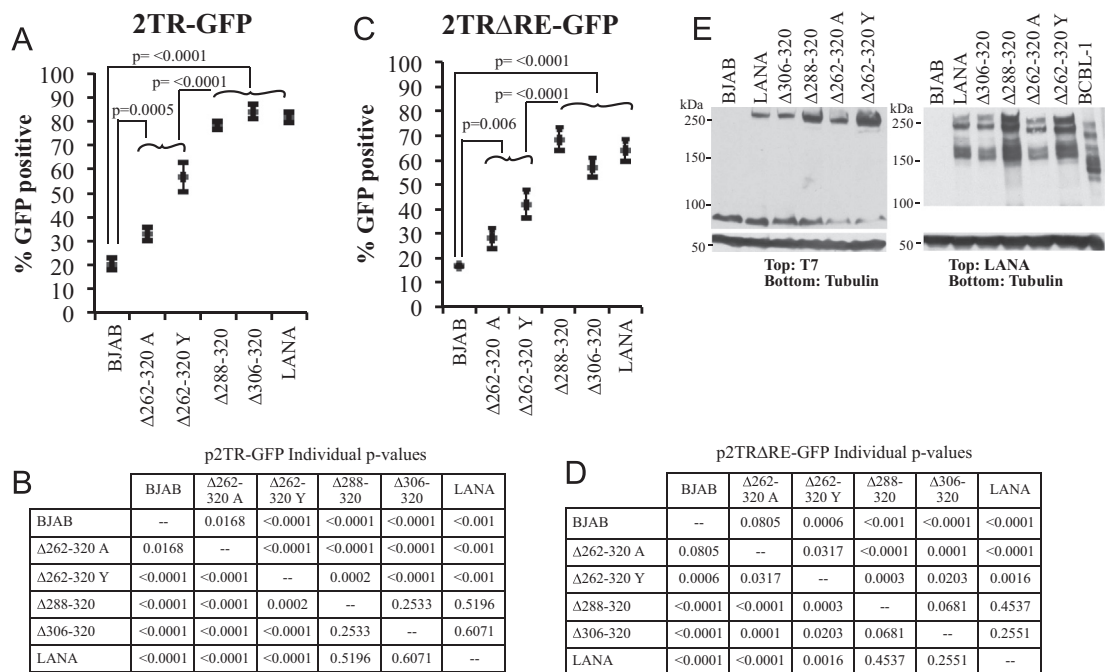 A
2TR-GFP
p= <0.0001
p= <0.0001
p=0.0005
% GFP positive
100
90
80
70
60
50
40
30
20
10
0
BJAB
Δ262-320 A
Δ262-320 Y
Δ288-320
Δ306-320
LANA
C
2TRΔRE-GFP
p= <0.0001
p= <0.0001
p=0.006
% GFP positive
100
90
80
70
60
50
40
30
20
10
0
BJAB
Δ262-320 A
Δ262-320 Y
Δ288-320
Δ306-320
LANA
E
BJAB
LANA
Δ306-320
Δ288-320
Δ262-320 A
Δ262-320 Y
kDa
250
150
100
50
Top: T7
Bottom: Tubulin
BJAB
LANA
Δ306-320
Δ288-320
Δ262-320 A
Δ262-320 Y
BCBL-1
kDa
250
150
100
50
Top: LANA
Bottom: Tubulin
B
p2TR-GFP Individual p-values
BJAB Δ262-320 A Δ262-320 Y Δ288-320 Δ306-320 LANA
BJAB -- 0.0168 <0.0001 <0.0001 <0.0001 <0.001
Δ262-320 A 0.0168 -- <0.0001 <0.0001 <0.0001 <0.001
Δ262-320 Y <0.0001 <0.0001 -- 0.0002 <0.0001 <0.001
Δ288-320 <0.0001 <0.0001 0.0002 -- 0.2533 0.5196
Δ306-320 <0.0001 <0.0001 <0.0001 0.2533 -- 0.6071
LANA <0.0001 <0.0001 <0.0001 0.5196 0.6071 --
D
p2TRΔRE-GFP Individual p-values
BJAB Δ262-320 A Δ262-320 Y Δ288-320 Δ306-320 LANA
BJAB -- 0.0805 0.0006 <0.001 <0.0001 <0.0001
Δ262-320 A 0.0805 -- 0.0317 <0.0001 0.0001 <0.0001
Δ262-320 Y 0.0006 0.0317 -- 0.0003 0.0203 0.0016
Δ288-320 <0.0001 <0.0001 0.0003 -- 0.0681 0.4537
Δ306-320 <0.0001 0.0001 0.0203 0.0681 -- 0.2551
LANA <0.0001 <0.0001 0.0016 0.4537 0.2551 --